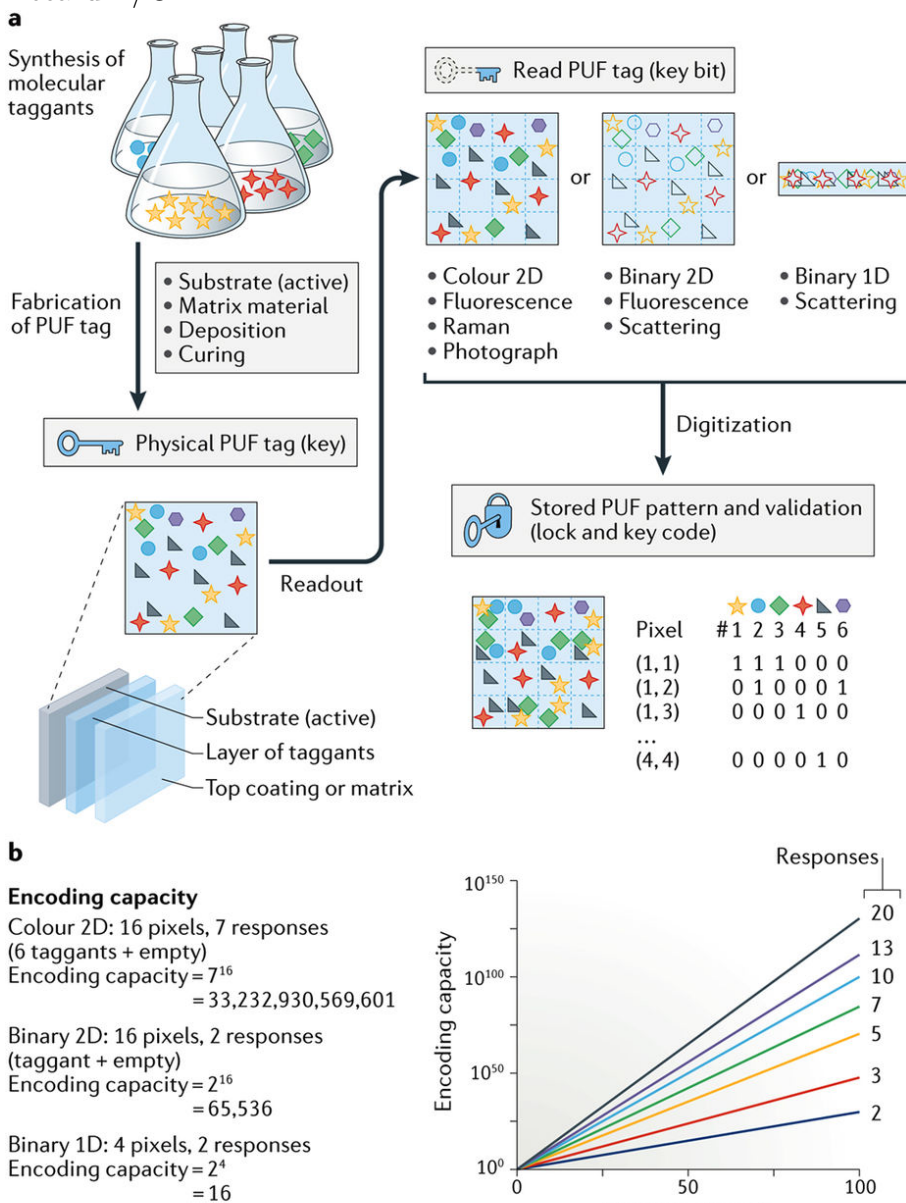 a
Synthesis of
molecular
taggants
Fabrication
of PUF tag
• Substrate (active)
• Matrix material
• Deposition
• Curing
Physical PUF tag (key)
Readout
Substrate (active)
Layer of taggants
Top coating or matrix
Read PUF tag (key bit)
or
or
• Colour 2D
• Fluorescence
• Raman
• Photograph
• Binary 2D
• Fluorescence
• Scattering
• Binary 1D
• Scattering
Digitization
Stored PUF pattern and validation
(lock and key code)
Pixel # 1 2 3 4 5 6
(1, 1) 1 1 1 0 0 0
(1, 2) 0 1 0 0 0 1
(1, 3) 0 0 0 1 0 0
...
(4, 4) 0 0 0 0 1 0
b
Encoding capacity
Colour 2D: 16 pixels, 7 responses
(6 taggants + empty)
Encoding capacity = 7¹⁶
= 33,232,930,569,601
Binary 2D: 16 pixels, 2 responses
(taggant + empty)
Encoding capacity = 2¹⁶
= 65,536
Binary 1D: 4 pixels, 2 responses
Encoding capacity = 2⁴
= 16
Responses
Encoding capacity
10¹⁵⁰
10¹⁰⁰
10⁵⁰
10⁰
20
13
10
7
5
3
2
0 50 100